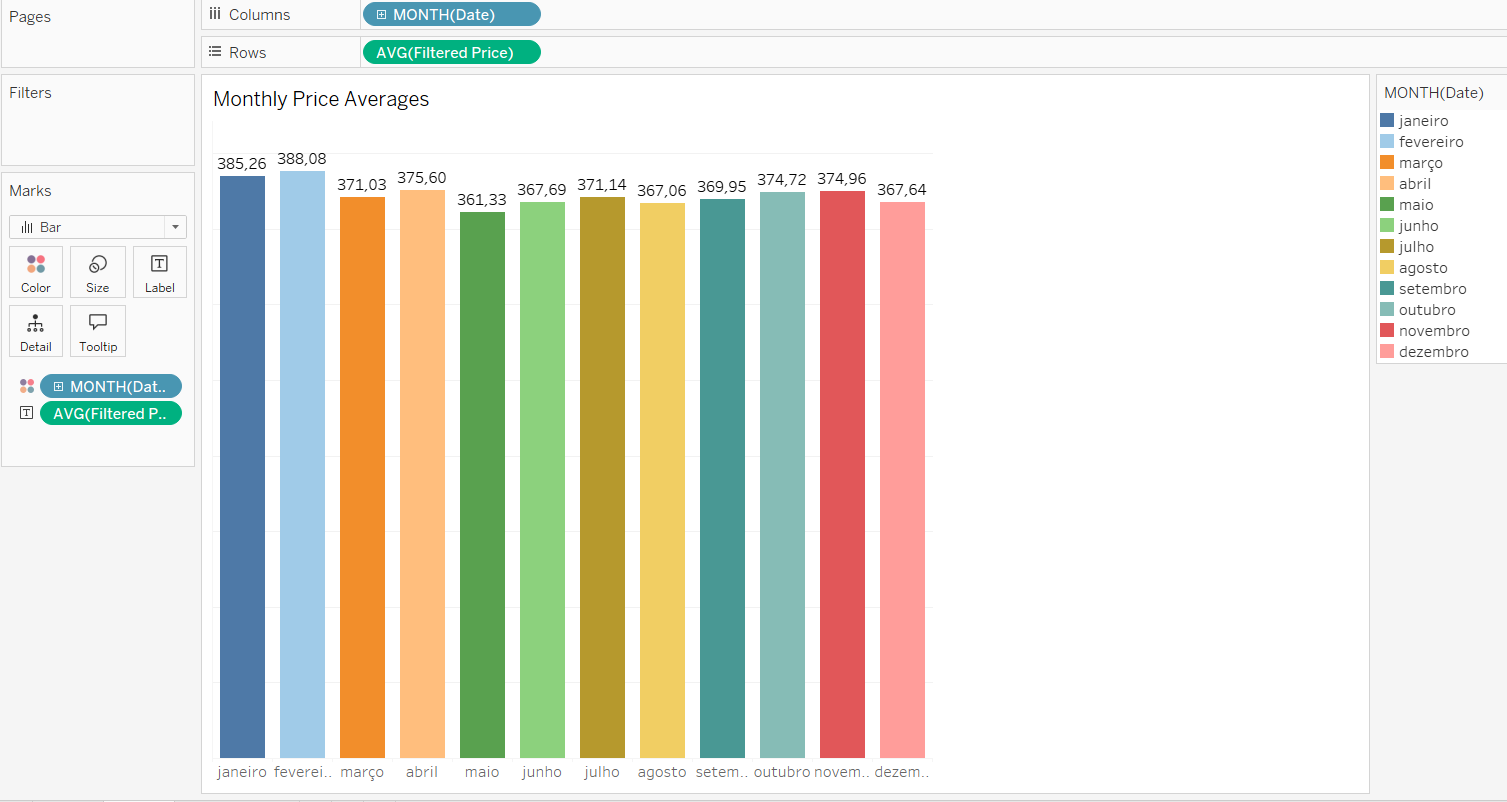 Pages
Columns
MONTH(Date)
Rows
AVG(Filtered Price)
Filters
Marks
Bar
Color
Size
Label
Detail
Tooltip
MONTH(Dat..
AVG(Filtered P..
Monthly Price Averages
385,26 388,08 371,03 375,60 361,33 367,69 371,14 367,06 369,95 374,72 374,96 367,64
janeiro feverei.. março abril maio junho julho agosto setem.. outubro novem.. dezem..
MONTH(Date)
janeiro
fevereiro
março
abril
maio
junho
julho
agosto
setembro
outubro
novembro
dezembro